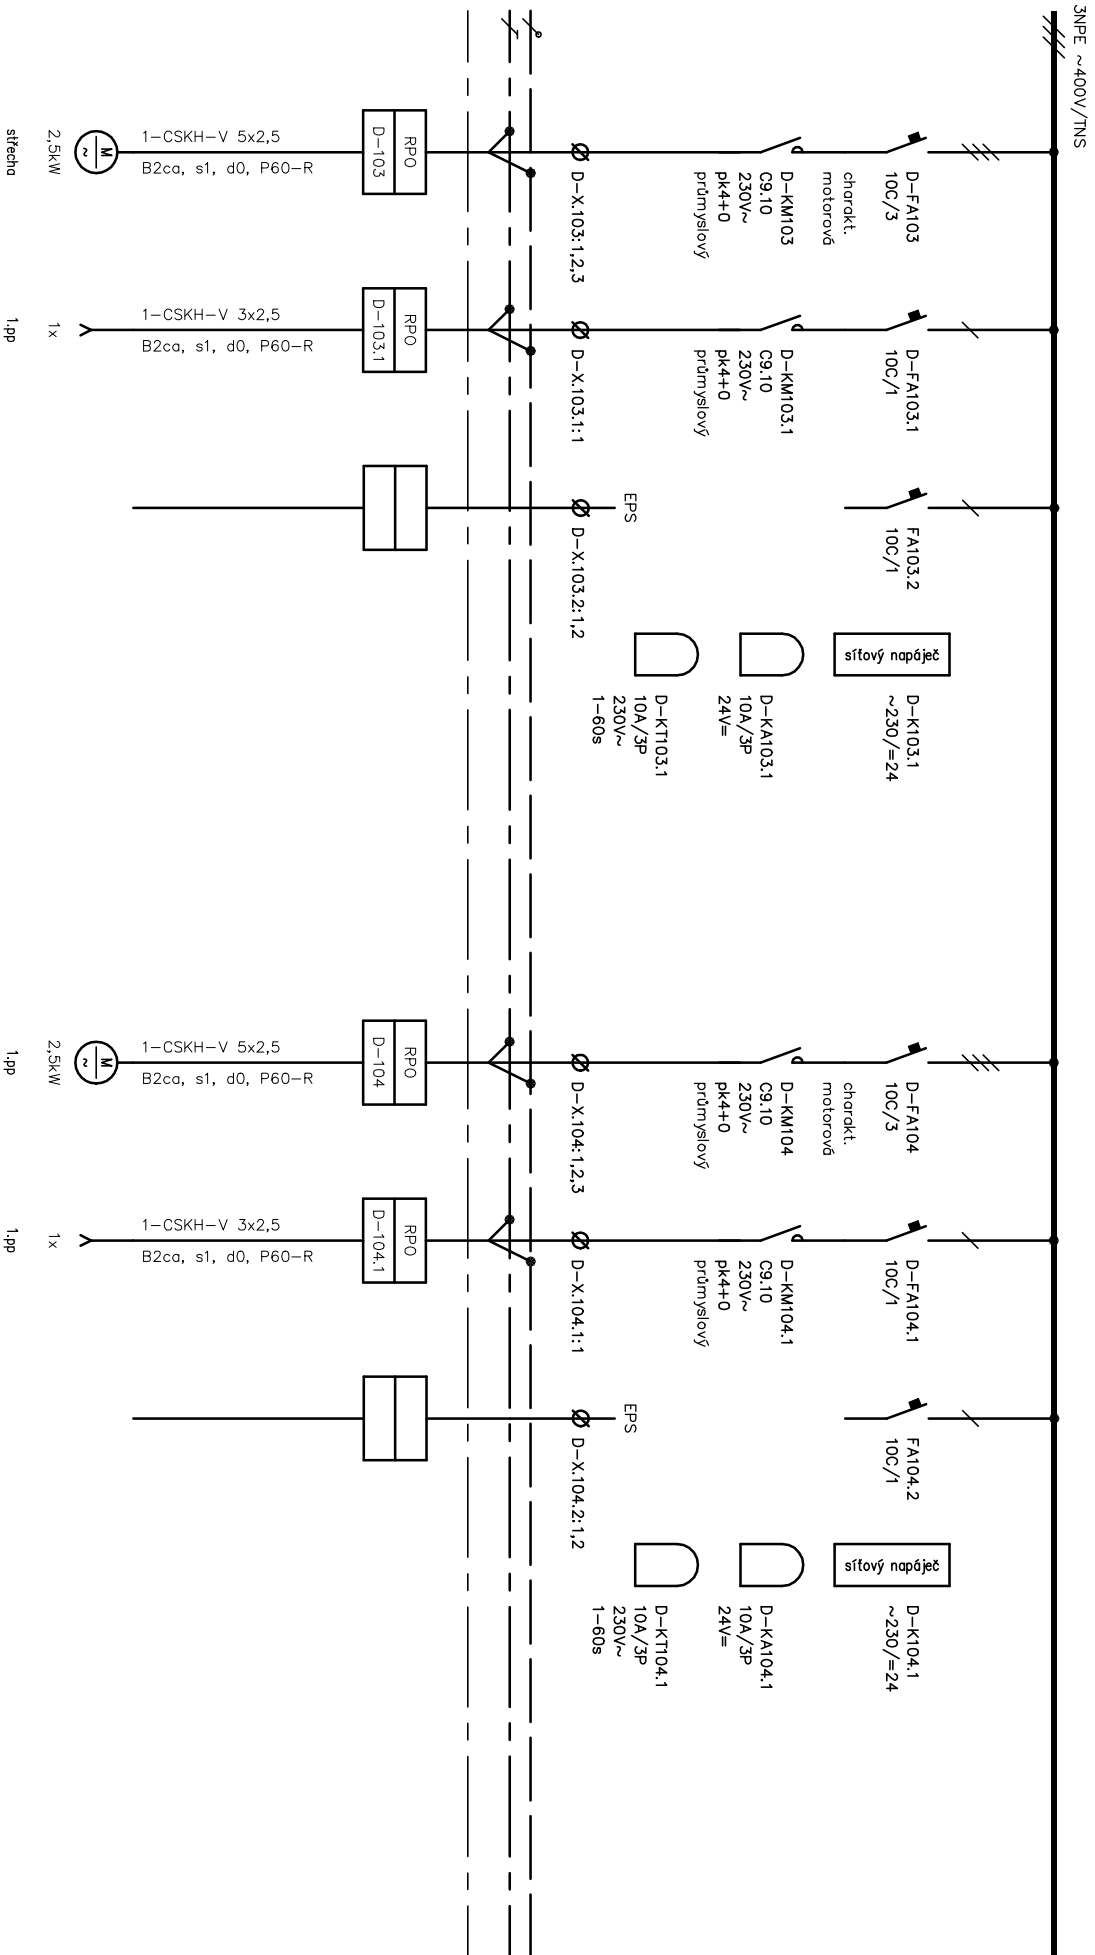 3NPE ~400V/TNS
D-FA103
10C/3
charakt.
motorová
D-KM103
C9.10
230V~
pk4+0
průmyslový
D-X.103:1,2,3
RPO
D-103
1-CSKH-V 5x2,5
B2ca, s1, d0, P60-R
M
~
2,5kW
střecha
D-FA103.1
10C/1
D-KM103.1
C9.10
230V~
pk4+0
průmyslový
D-X.103.1:1
RPO
D-103.1
1-CSKH-V 3x2,5
B2ca, s1, d0, P60-R
1x
1.pp
FA103.2
10C/1
EPS
D-X.103.2:1,2
síťový napáječ
D-K103.1
~230/=24
D-KA103.1
10A/3P
24V=
D-KT103.1
10A/3P
230V~
1-60s
D-FA104
10C/3
charakt.
motorová
D-KM104
C9.10
230V~
pk4+0
průmyslový
D-X.104:1,2,3
RPO
D-104
1-CSKH-V 5x2,5
B2ca, s1, d0, P60-R
M
~
2,5kW
1.pp
D-FA104.1
10C/1
D-KM104.1
C9.10
230V~
pk4+0
průmyslový
D-X.104.1:1
RPO
D-104.1
1-CSKH-V 3x2,5
B2ca, s1, d0, P60-R
1x
1.pp
FA104.2
10C/1
EPS
D-X.104.2:1,2
síťový napáječ
D-K104.1
~230/=24
D-KA104.1
10A/3P
24V=
D-KT104.1
10A/3P
230V~
1-60s